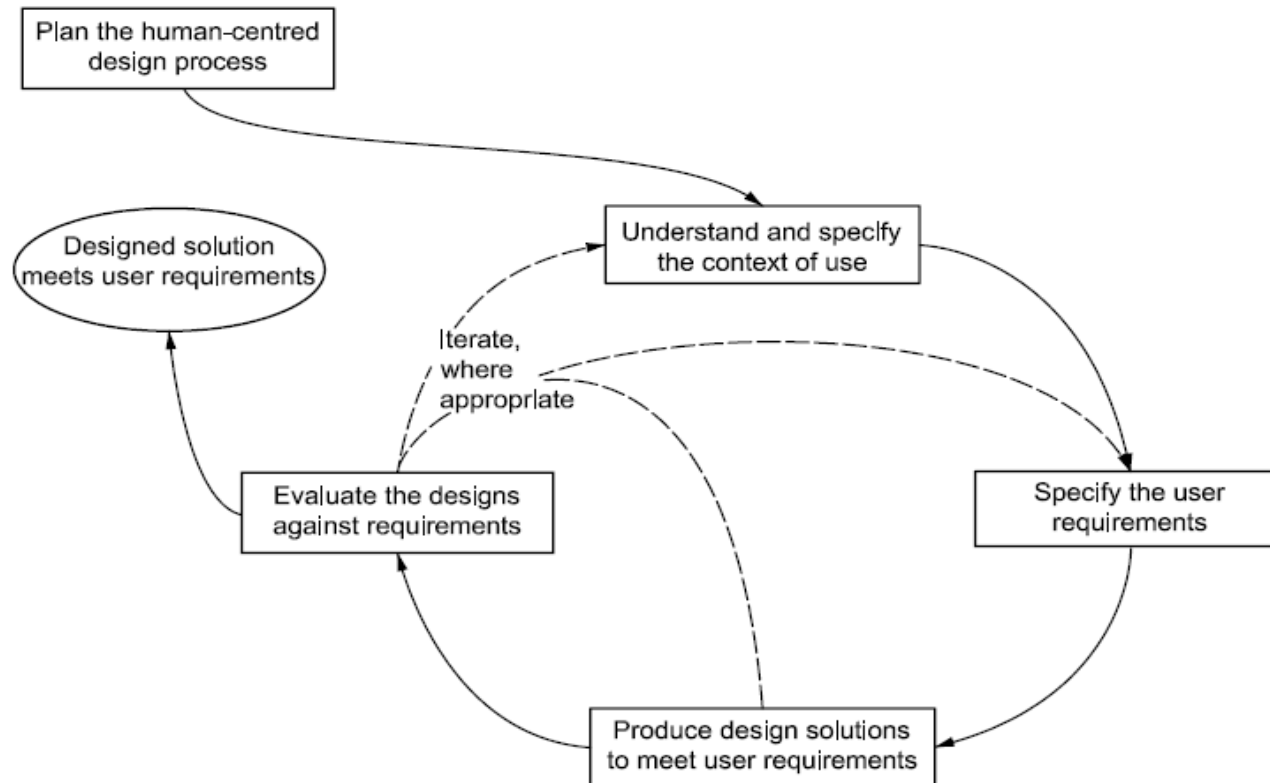 Plan the human-centred
design process
Understand and specify
the context of use
Designed solution
meets user requirements
Iterate,
where
appropriate
Evaluate the designs
against requirements
Specify the user
requirements
Produce design solutions
to meet user requirements